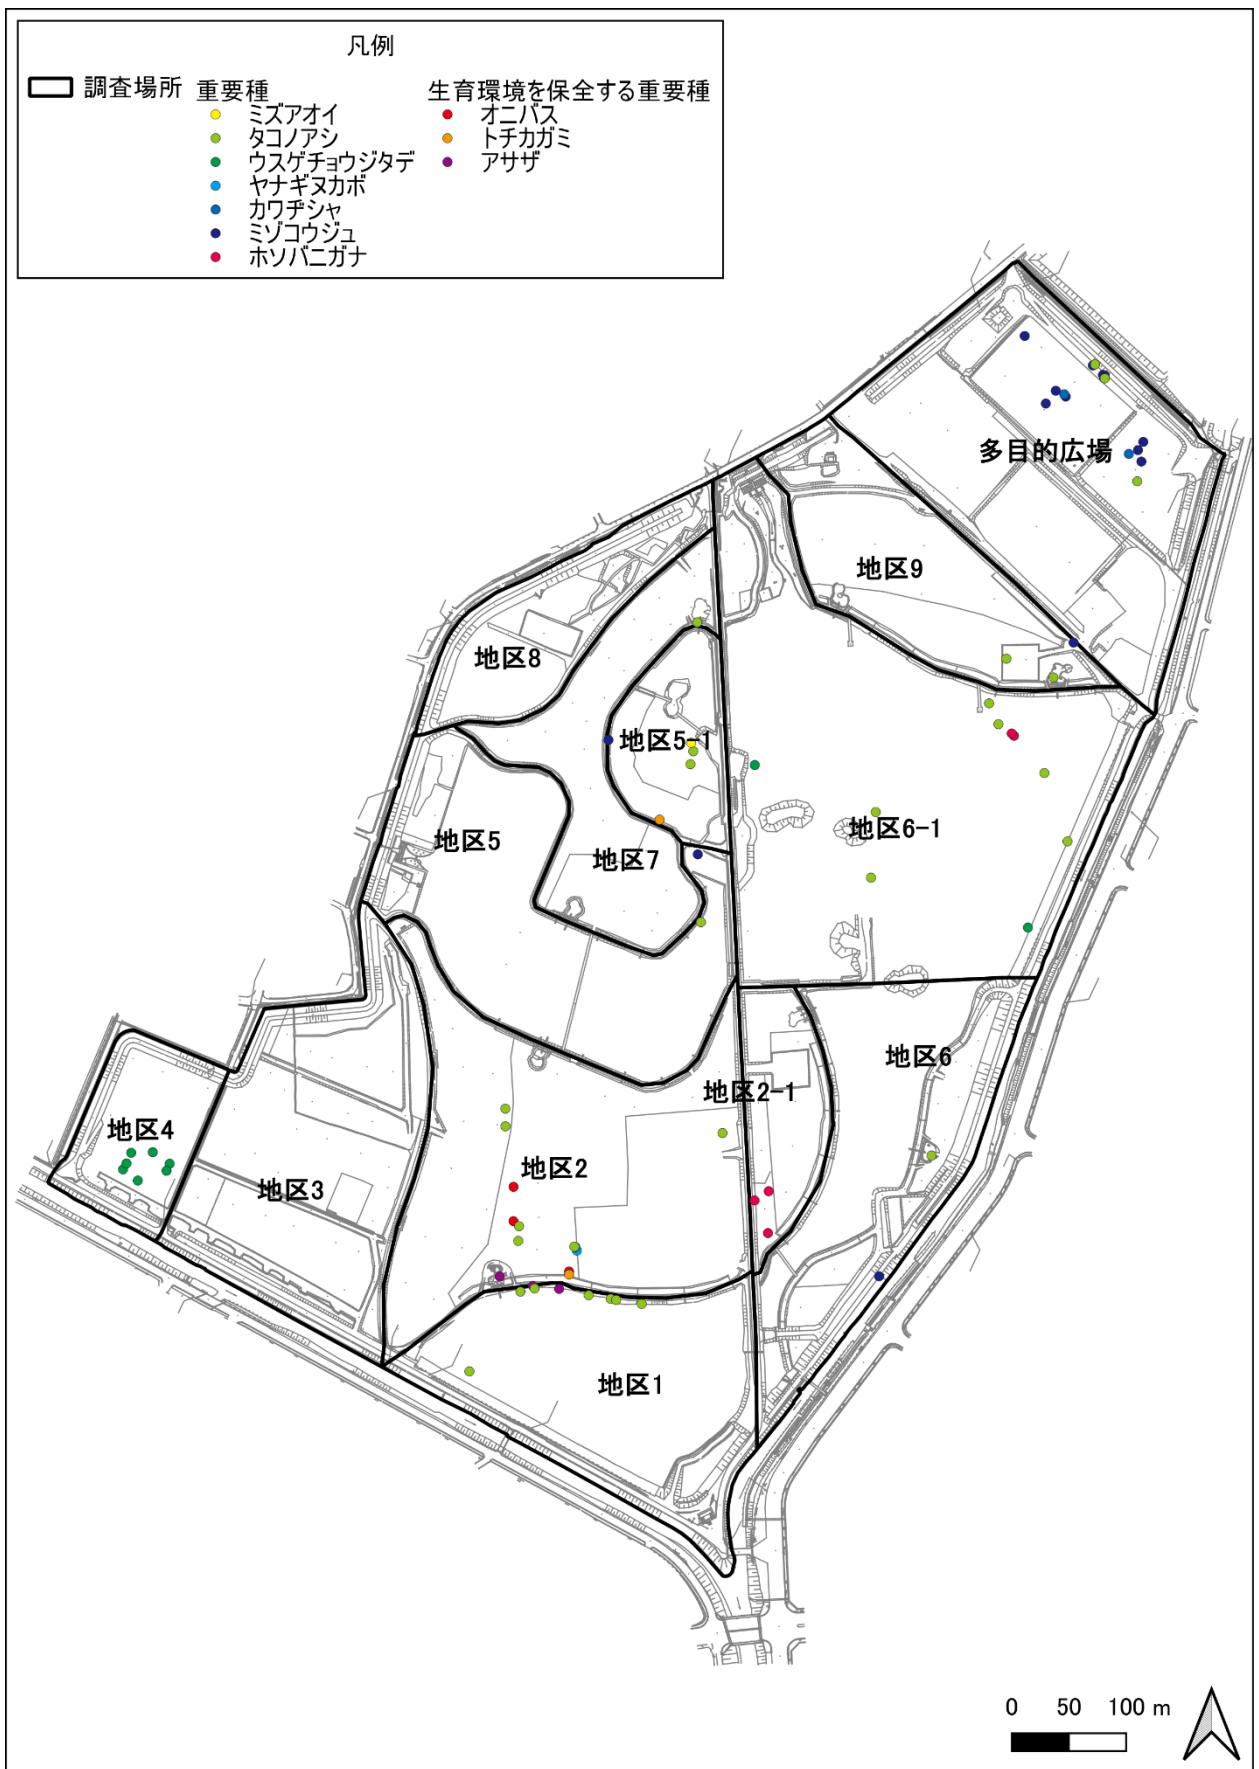 凡例
調査場所
重要種
ミズアオイ
タコノアシ
ウスゲチョウジタデ
ヤナギヌカボ
カワヂシャ
ミゾコウジュ
ホソバニガナ
生育環境を保全する重要種
オニバス
トチカガミ
アサザ
多目的広場
地区9
地区8
地区5-1
地区6-1
地区5
地区7
地区6
地区2-1
地区4
地区2
地区3
地区1
0 50 100 m